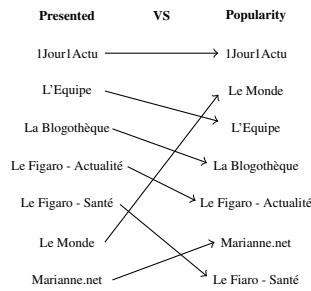 Presented VS Popularity
1Jour1Actu 1Jour1Actu
L'Equipe Le Monde
La Blogothèque L'Equipe
Le Figaro - Actualité La Blogothèque
Le Figaro - Santé Le Figaro - Actualité
Le Monde Marianne.net
Marianne.net Le Fiaro - Santé